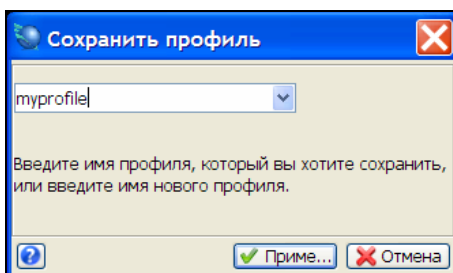 Сохранить профиль
myprofile
Введите имя профиля, который вы хотите сохранить,
или введите имя нового профиля.
? Приме... Отмена